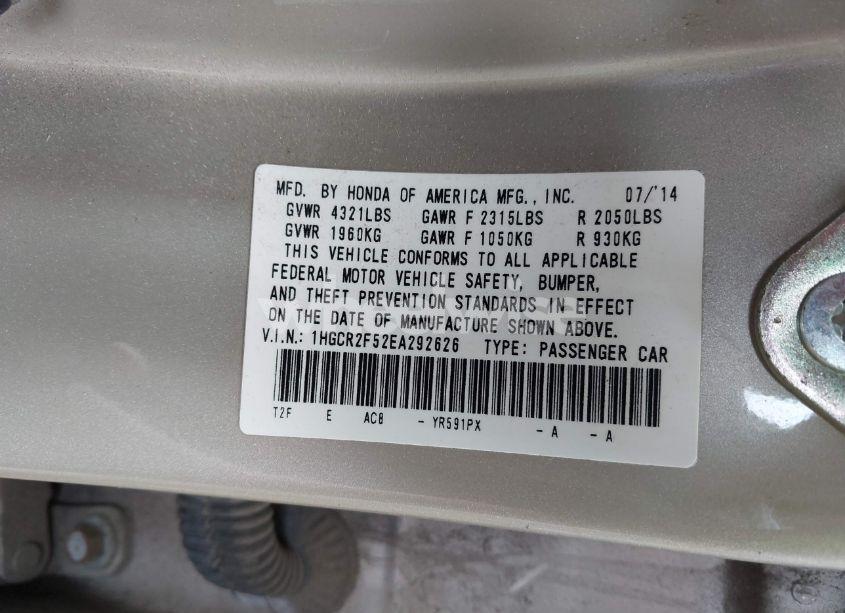 MFD. BY HONDA OF AMERICA MFG., INC. 07/'14
GVWR 4321LBS GAWR F 2315LBS R 2050LBS
GVWR 1960KG GAWR F 1050KG R 930KG
THIS VEHICLE CONFORMS TO ALL APPLICABLE
FEDERAL MOTOR VEHICLE SAFETY, BUMPER,
AND THEFT PREVENTION STANDARDS IN EFFECT
ON THE DATE OF MANUFACTURE SHOWN ABOVE.
V.I.N.: 1HGCR2F52EA292626 TYPE: PASSENGER CAR
T2F E AC8 - YR591PX - A - A